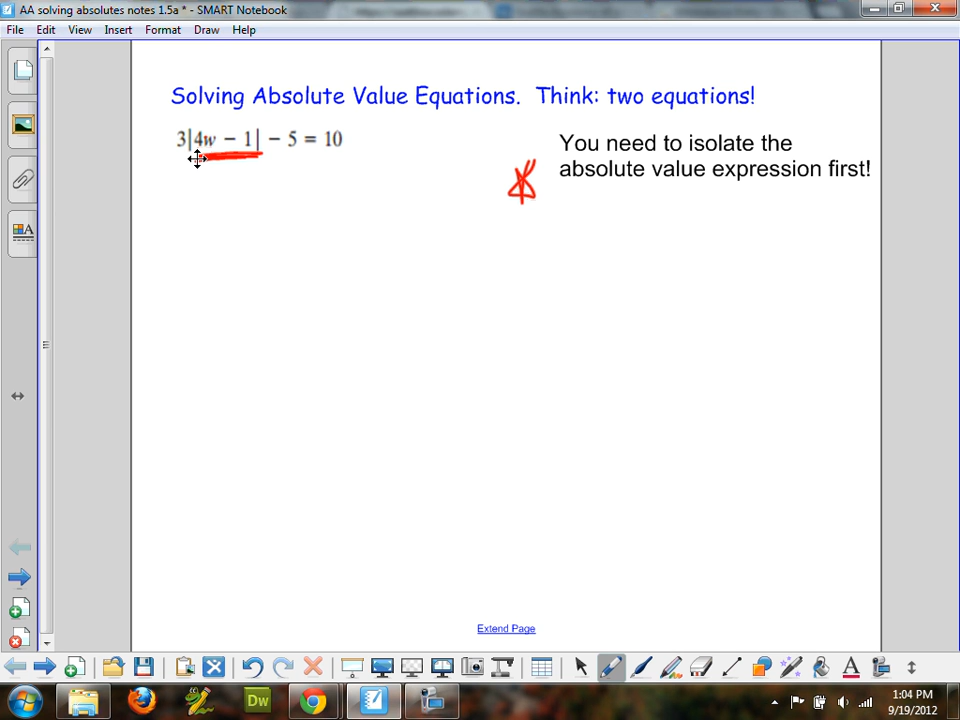 AA solving absolutes notes 1.5a * - SMART Notebook
File Edit View Insert Format Draw Help
Solving Absolute Value Equations. Think: two equations!
3|4w − 1| − 5 = 10
You need to isolate the
absolute value expression first!
Extend Page
Dw
1:04 PM
9/19/2012